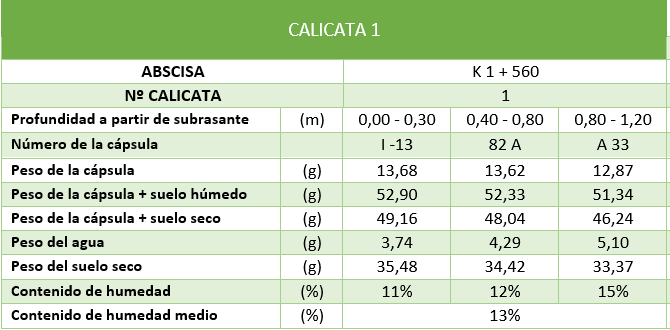 CALICATA 1
ABSCISA K 1 + 560
Nº CALICATA 1
Profundidad a partir de subrasante (m) 0,00 - 0,30 0,40 - 0,80 0,80 - 1,20
Número de la cápsula I -13 82 A A 33
Peso de la cápsula (g) 13,68 13,62 12,87
Peso de la cápsula + suelo húmedo (g) 52,90 52,33 51,34
Peso de la cápsula + suelo seco (g) 49,16 48,04 46,24
Peso del agua (g) 3,74 4,29 5,10
Peso del suelo seco (g) 35,48 34,42 33,37
Contenido de humedad (%) 11% 12% 15%
Contenido de humedad medio (%) 13%